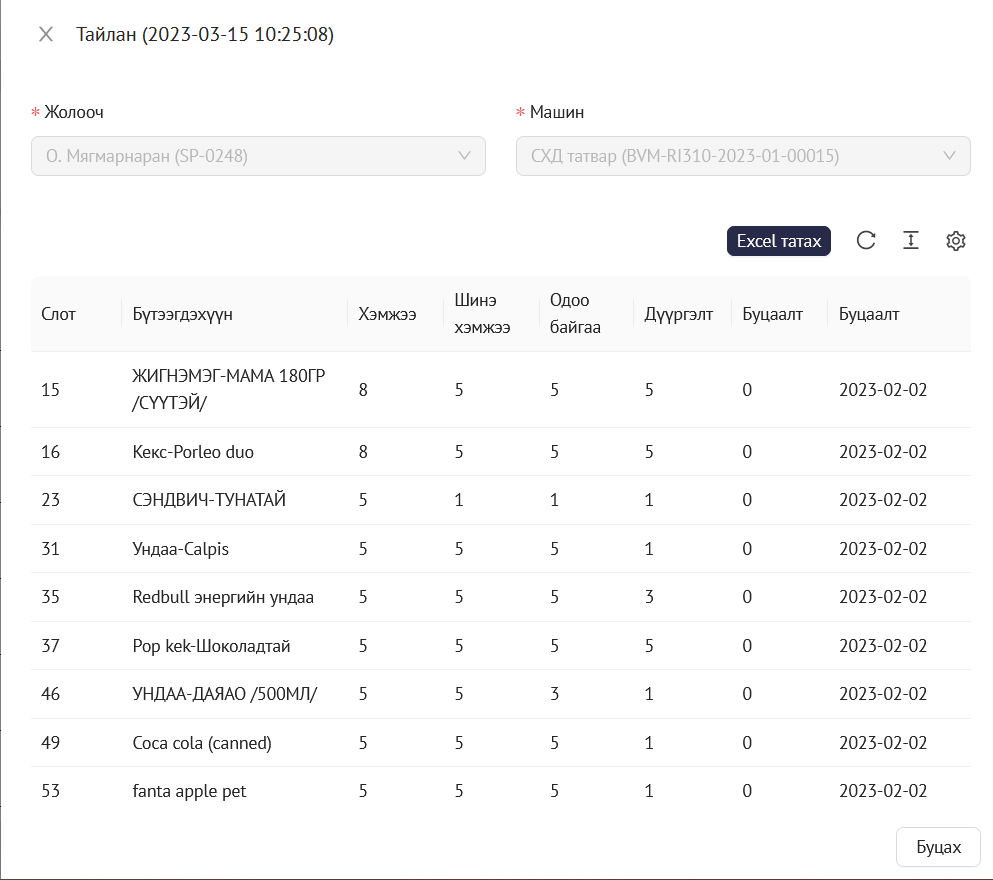 Тайлан (2023-03-15 10:25:08)
* Жолооч
* Машин
О. Мягмарнаран (SP-0248)
СХД татвар (BVM-RI310-2023-01-00015)
Excel татах
Слот Бүтээгдэхүүн Хэмжээ Шинэ хэмжээ Одоо байгаа Дүүргэлт Буцаалт Буцаалт
15 ЖИГНЭМЭГ-МАМА 180ГР /СҮҮТЭЙ/ 8 5 5 5 0 2023-02-02
16 Кекс-Porleo duo 8 5 5 5 0 2023-02-02
23 СЭНДВИЧ-ТУНАТАЙ 5 1 1 1 0 2023-02-02
31 Ундаа-Calpis 5 5 5 1 0 2023-02-02
35 Redbull энергийн ундаа 5 5 5 3 0 2023-02-02
37 Pop kek-Шоколадтай 5 5 5 5 0 2023-02-02
46 УНДАА-ДАЯАО /500МЛ/ 5 5 3 1 0 2023-02-02
49 Coca cola (canned) 5 5 5 1 0 2023-02-02
53 fanta apple pet 5 5 5 1 0 2023-02-02
Буцах